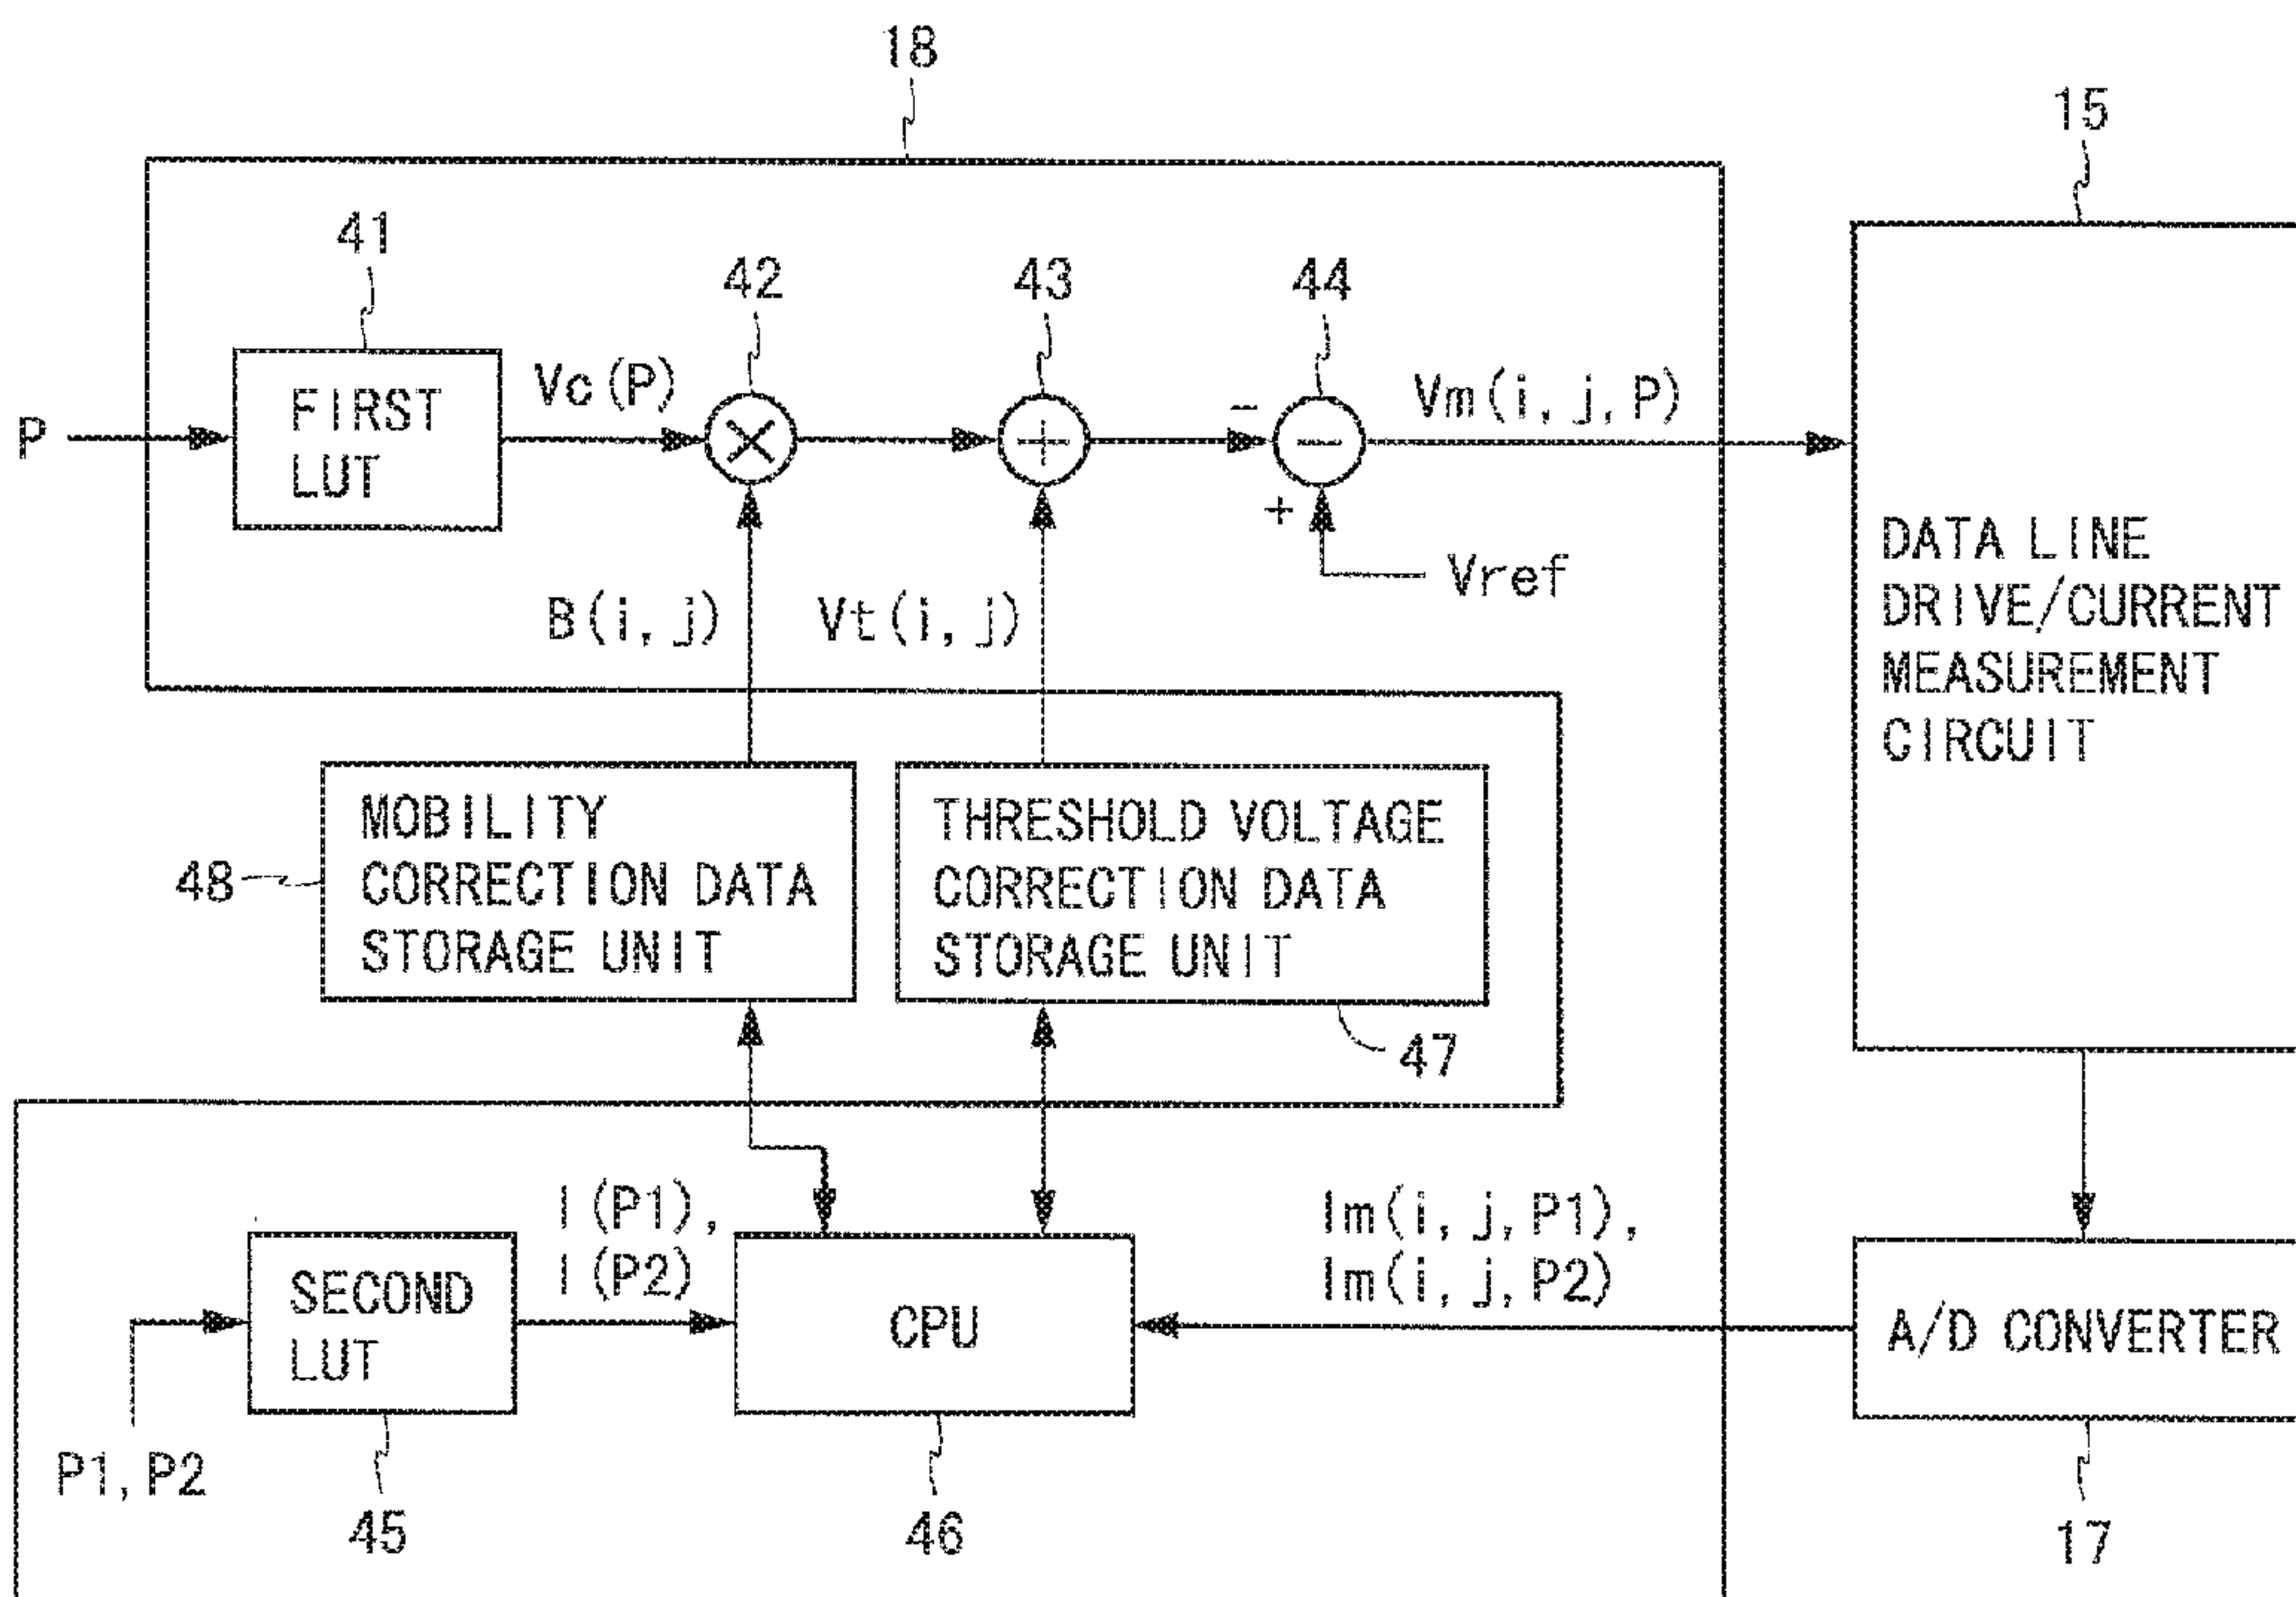 18
15
41
42
43
44
Vc(P)
Vm(i,j,P)
P
FIRST
LUT
×
+
-
-
+
Vref
B(i,j)
Vt(i,j)
DATA LINE
DRIVE/CURRENT
MEASUREMENT
CIRCUIT
48
MOBILITY
CORRECTION DATA
STORAGE UNIT
THRESHOLD VOLTAGE
CORRECTION DATA
STORAGE UNIT
47
I(P1),
I(P2)
Im(i,j,P1),
Im(i,j,P2)
SECOND
LUT
CPU
A/D CONVERTER
P1,P2
45
46
17